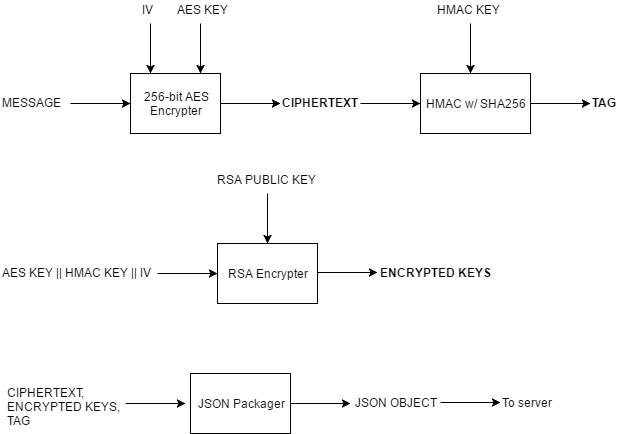 IV AES KEY HMAC KEY
MESSAGE 256-bit AES Encrypter CIPHERTEXT HMAC w/ SHA256 TAG
RSA PUBLIC KEY
AES KEY || HMAC KEY || IV RSA Encrypter ENCRYPTED KEYS
CIPHERTEXT,
ENCRYPTED KEYS,
TAG
JSON Packager JSON OBJECT To server